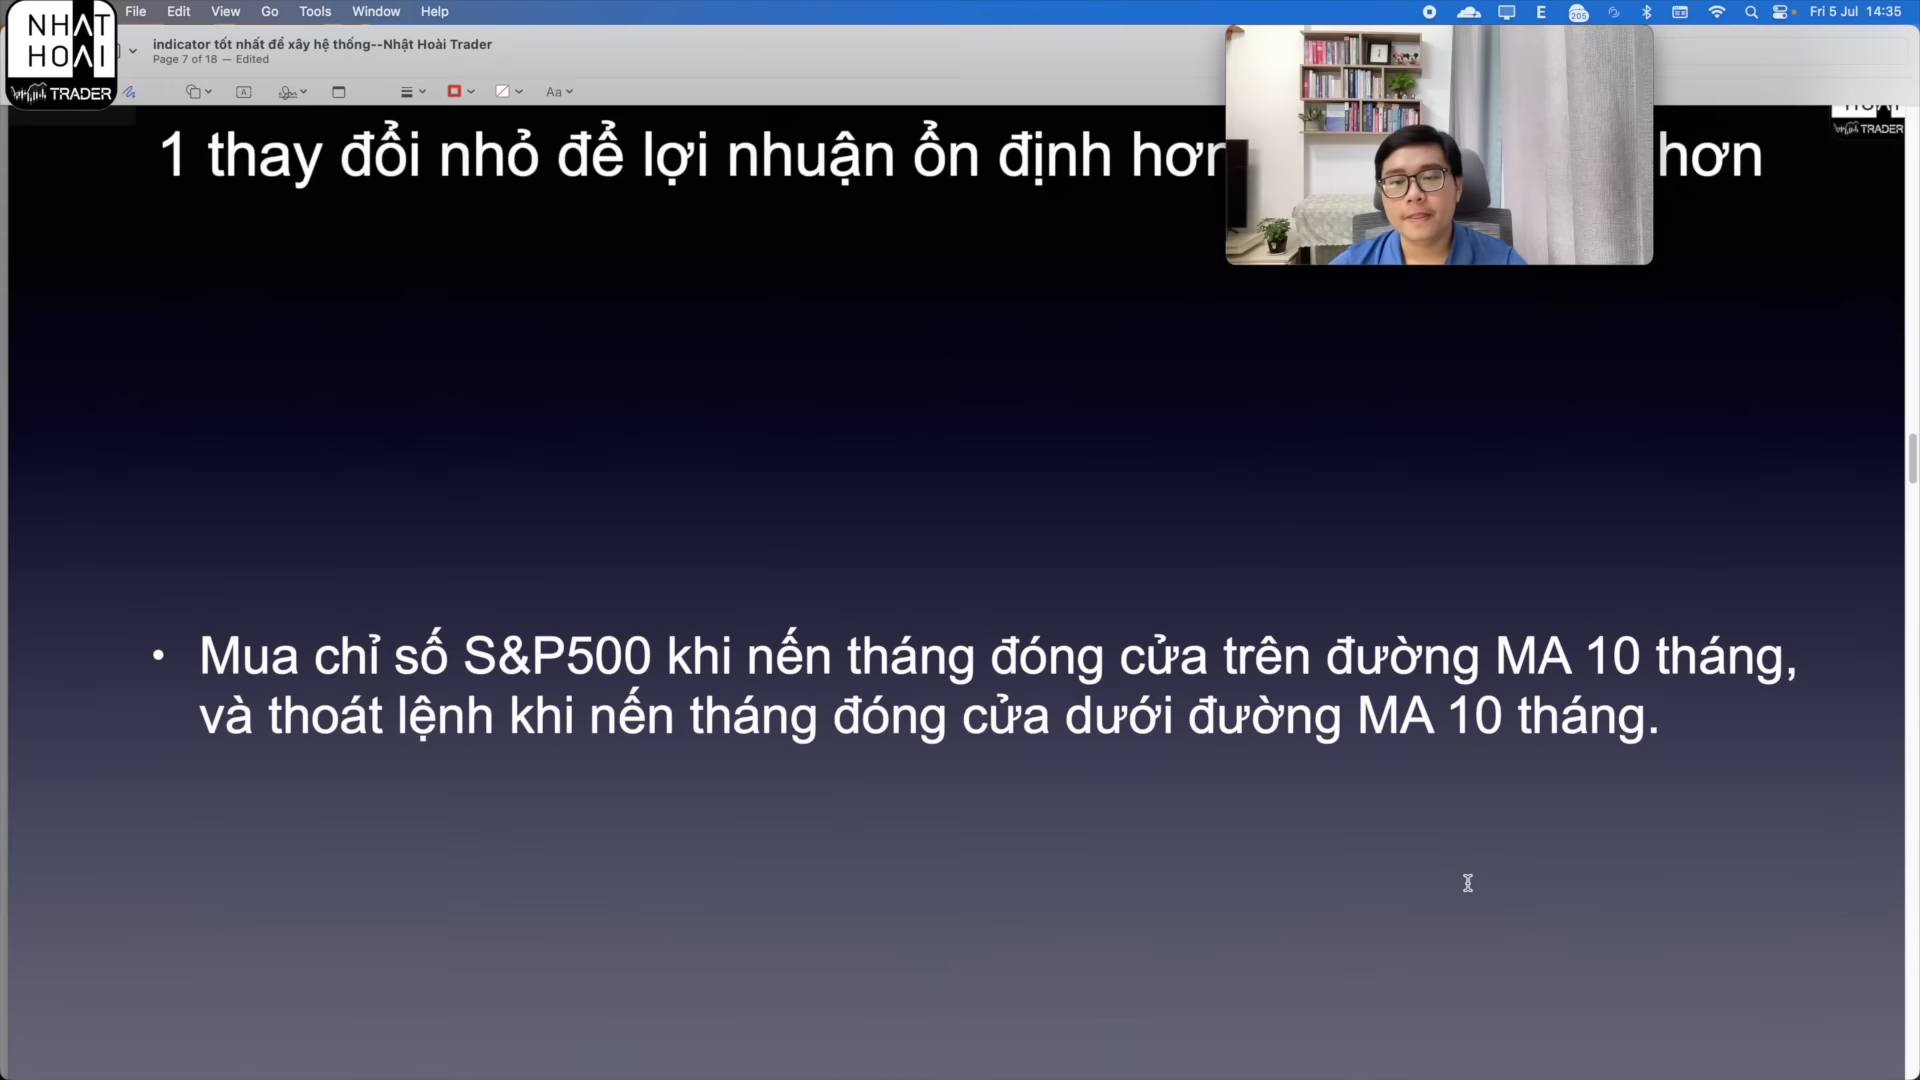 NHẬT
HOÀI
TRADER
File Edit View Go Tools Window Help
E
205
Fri 5 Jul 14:35
indicator tốt nhất để xây hệ thống--Nhật Hoài Trader
Page 7 of 18 — Edited
A
Aa
TRADER
1 thay đổi nhỏ để lợi nhuận ổn định hơn
hơn
• Mua chỉ số S&P500 khi nến tháng đóng cửa trên đường MA 10 tháng,
và thoát lệnh khi nến tháng đóng cửa dưới đường MA 10 tháng.